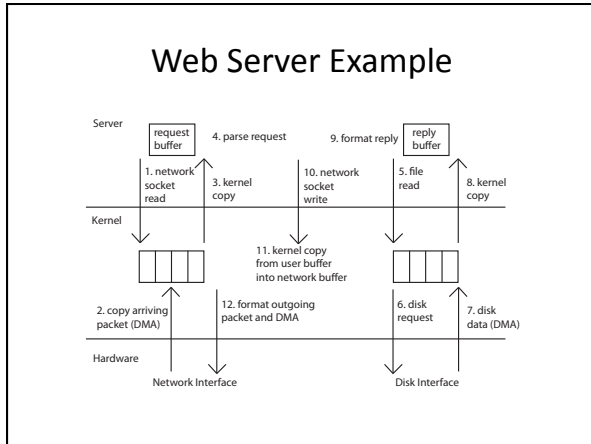 Web Server Example
Server
request
buffer
4. parse request
9. format reply
reply
buffer
1. network
socket
read
3. kernel
copy
10. network
socket
write
5. file
read
8. kernel
copy
Kernel
11. kernel copy
from user buffer
into network buffer
2. copy arriving
packet (DMA)
12. format outgoing
packet and DMA
6. disk
request
7. disk
data (DMA)
Hardware
Network Interface
Disk Interface